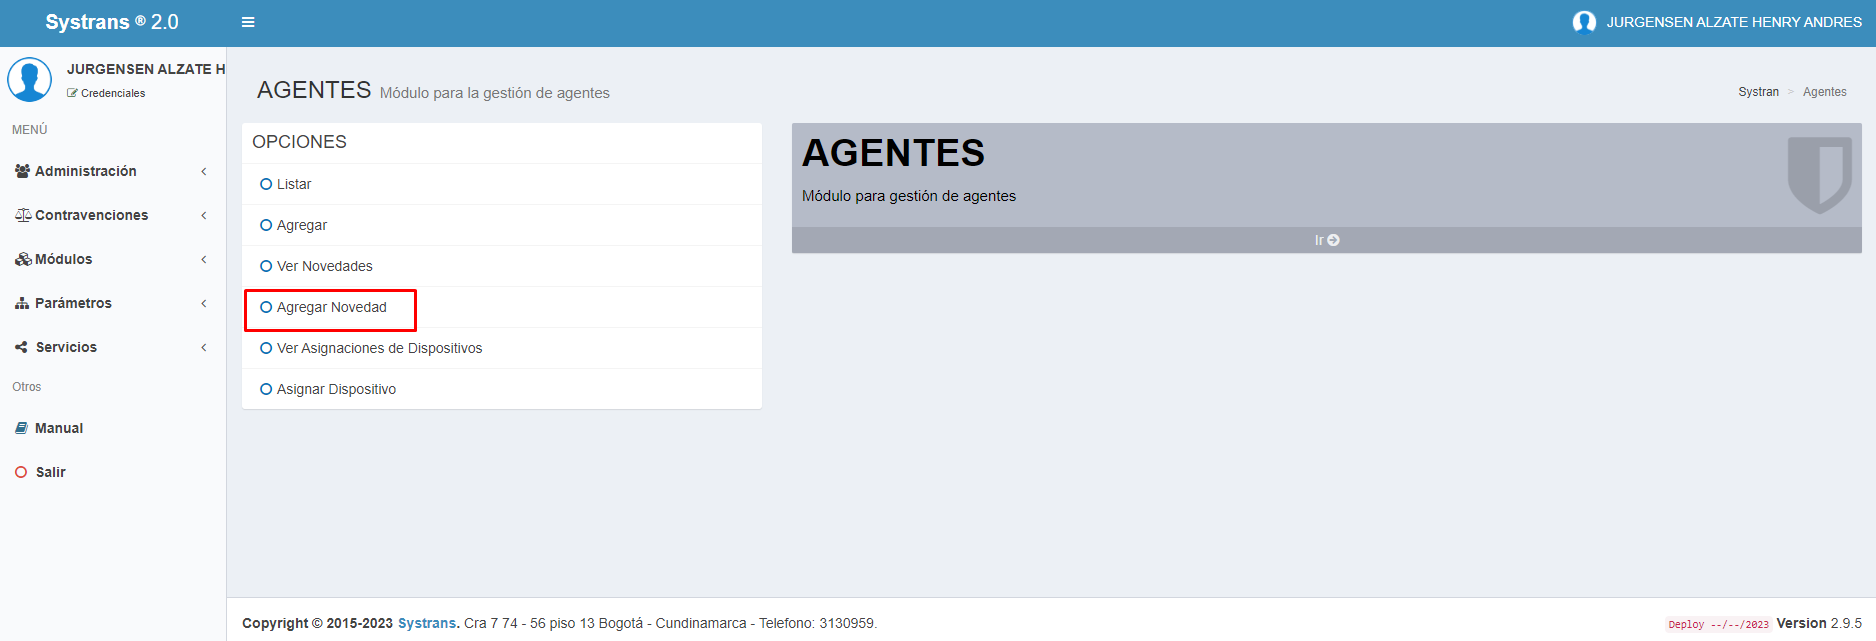 Systrans ® 2.0
JURGENSEN ALZATE HENRY ANDRES
JURGENSEN ALZATE H
Credenciales
MENÚ
Administración
Contravenciones
Módulos
Parámetros
Servicios
Otros
Manual
Salir
AGENTES Módulo para la gestión de agentes
Systran > Agentes
OPCIONES
Listar
Agregar
Ver Novedades
Agregar Novedad
Ver Asignaciones de Dispositivos
Asignar Dispositivo
AGENTES
Módulo para gestión de agentes
Ir
Copyright © 2015-2023 Systrans. Cra 7 74 - 56 piso 13 Bogotá - Cundinamarca - Telefono: 3130959.
Deploy --/--/2023 Version 2.9.5